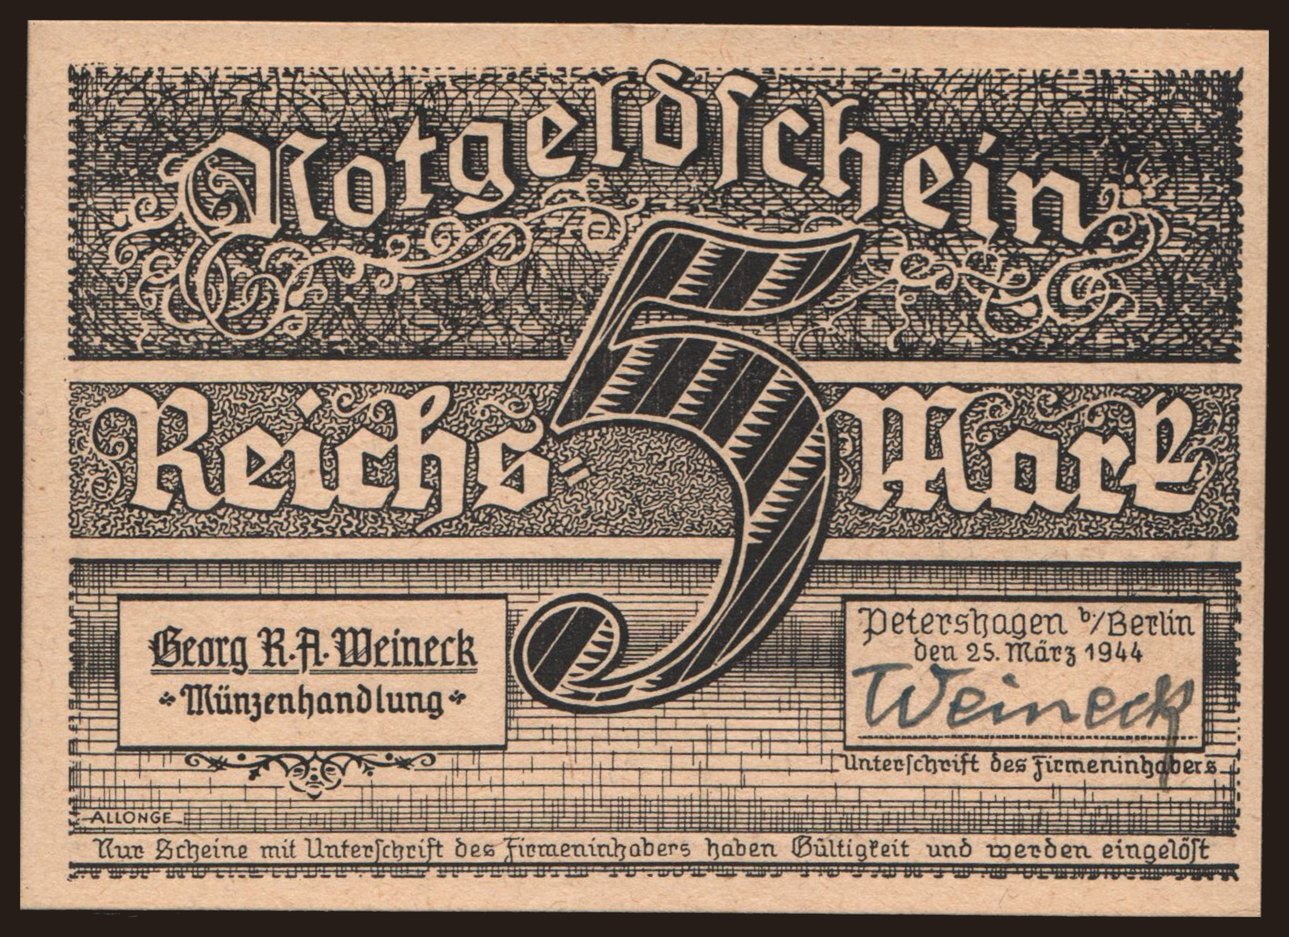 Notgeldschein
5
Reichs=Mark
Georg R.A. Weineck
Münzenhandlung
Petershagen b/Berlin
den 25. März 1944
Weineck
Unterschrift des Firmeninhabers
ALLONGE
Nur Scheine mit Unterschrift des Firmeninhabers haben Gültigkeit und werden eingelöst